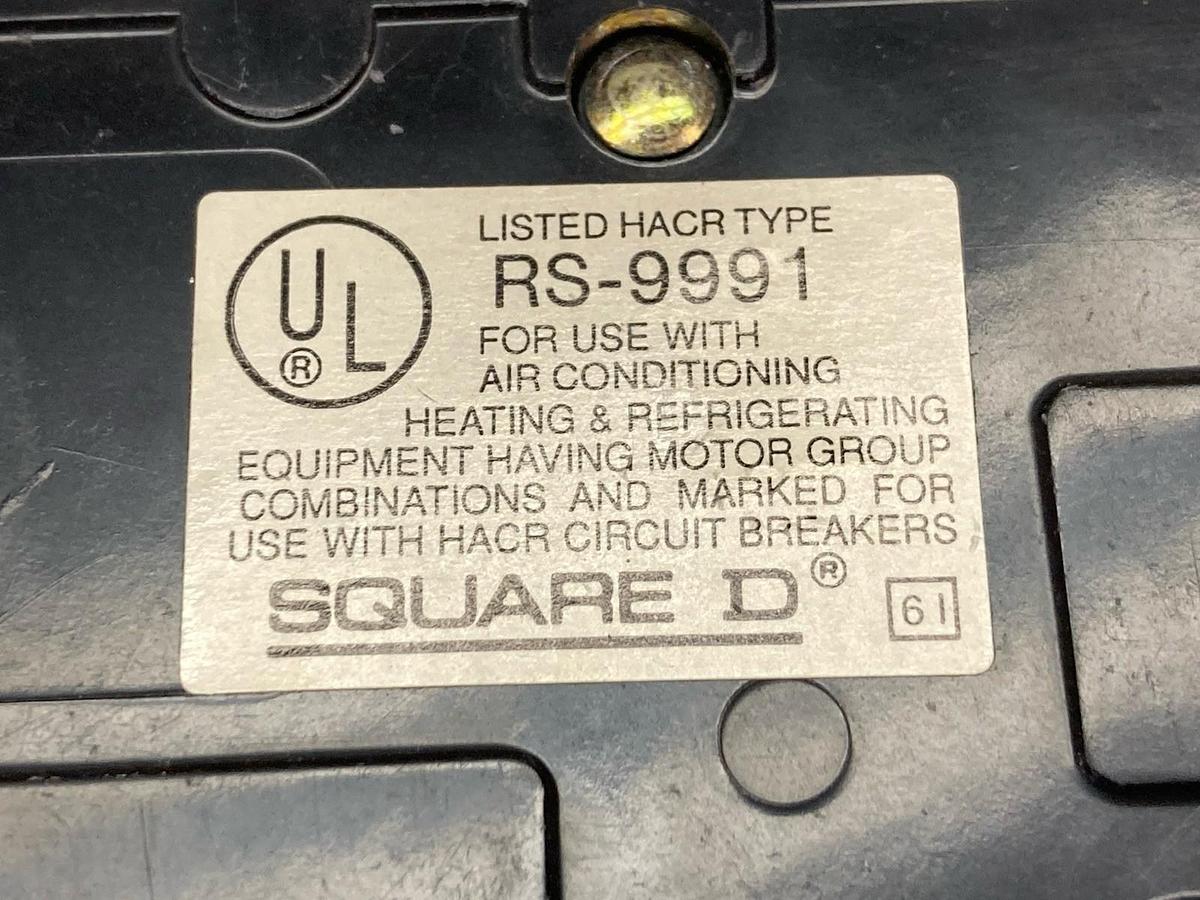 UL®
LISTED HACR TYPE
RS-9991
FOR USE WITH
AIR CONDITIONING
HEATING & REFRIGERATING
EQUIPMENT HAVING MOTOR GROUP
COMBINATIONS AND MARKED FOR
USE WITH HACR CIRCUIT BREAKERS
SQUARE D®
61